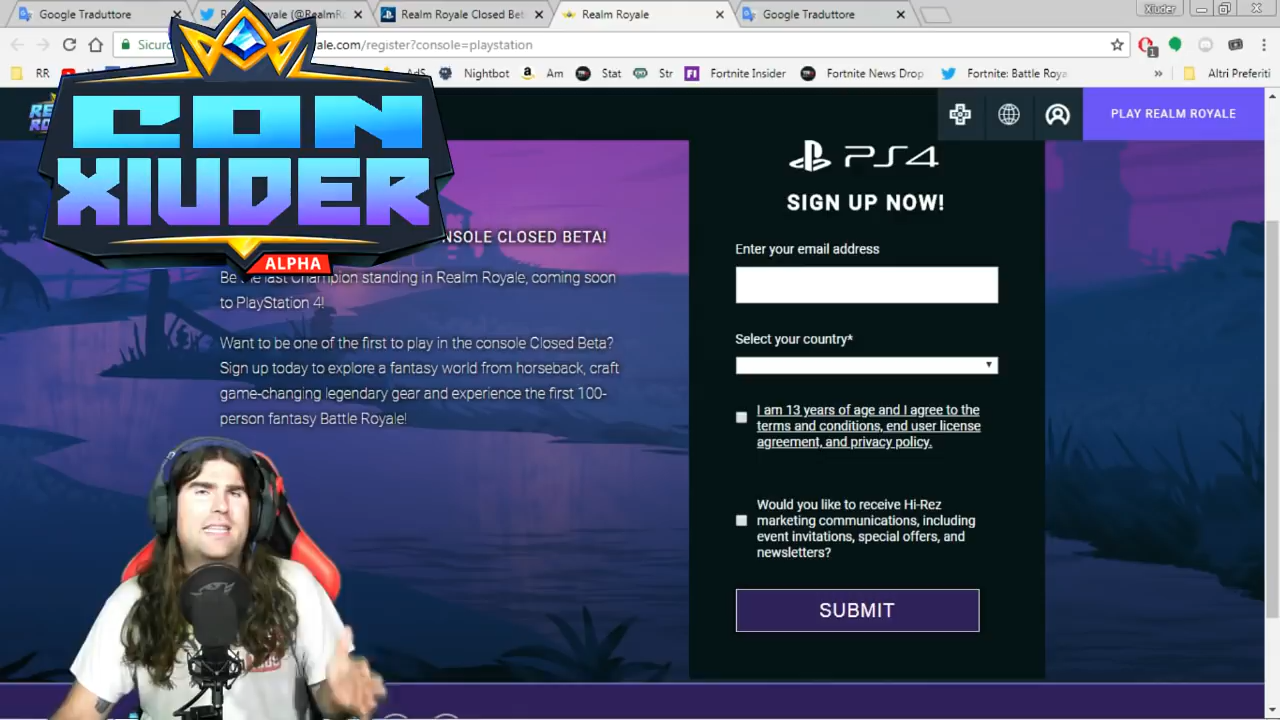 Google Traduttore
Royale (@RealmRo
Realm Royale Closed Bet
Realm Royale
Google Traduttore
Xiuder
Sicuro
ale.com/register?console=playstation
1
RR
AdS
Nightbot
Am
Stat
Str
Fortnite Insider
Fortnite News Drop
Fortnite: Battle Roya
»
Altri Preferiti
PLAY REALM ROYALE
CON
XIUDER
ALPHA
NSOLE CLOSED BETA!
Be the last Champion standing in Realm Royale, coming soon
to PlayStation 4!
Want to be one of the first to play in the console Closed Beta?
Sign up today to explore a fantasy world from horseback, craft
game-changing legendary gear and experience the first 100-
person fantasy Battle Royale!
PS4
SIGN UP NOW!
Enter your email address
Select your country*
I am 13 years of age and I agree to the
terms and conditions, end user license
agreement, and privacy policy.
Would you like to receive Hi-Rez
marketing communications, including
event invitations, special offers, and
newsletters?
SUBMIT